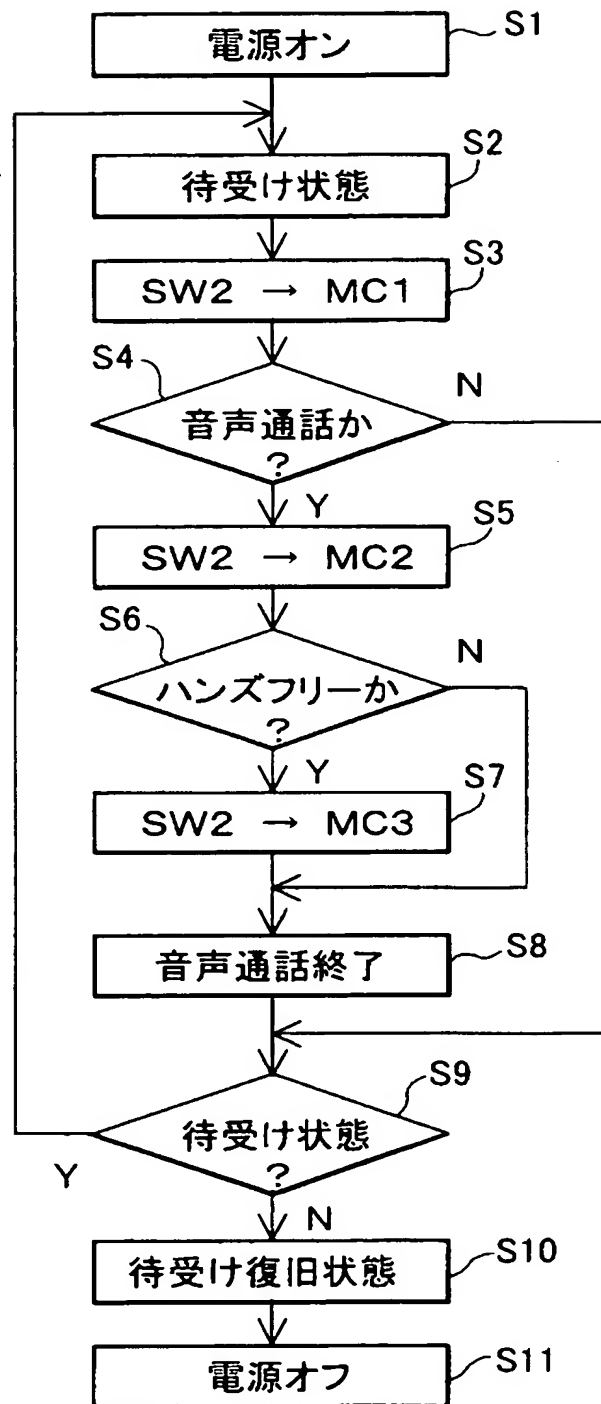 電源オン
S1
待受け状態
S2
SW2 → MC1
S3
S4
音声通話か
?
N
Y
SW2 → MC2
S5
S6
ハンズフリーか
?
N
Y
SW2 → MC3
S7
音声通話終了
S8
待受け状態
?
S9
Y
N
待受け復旧状態
S10
電源オフ
S11